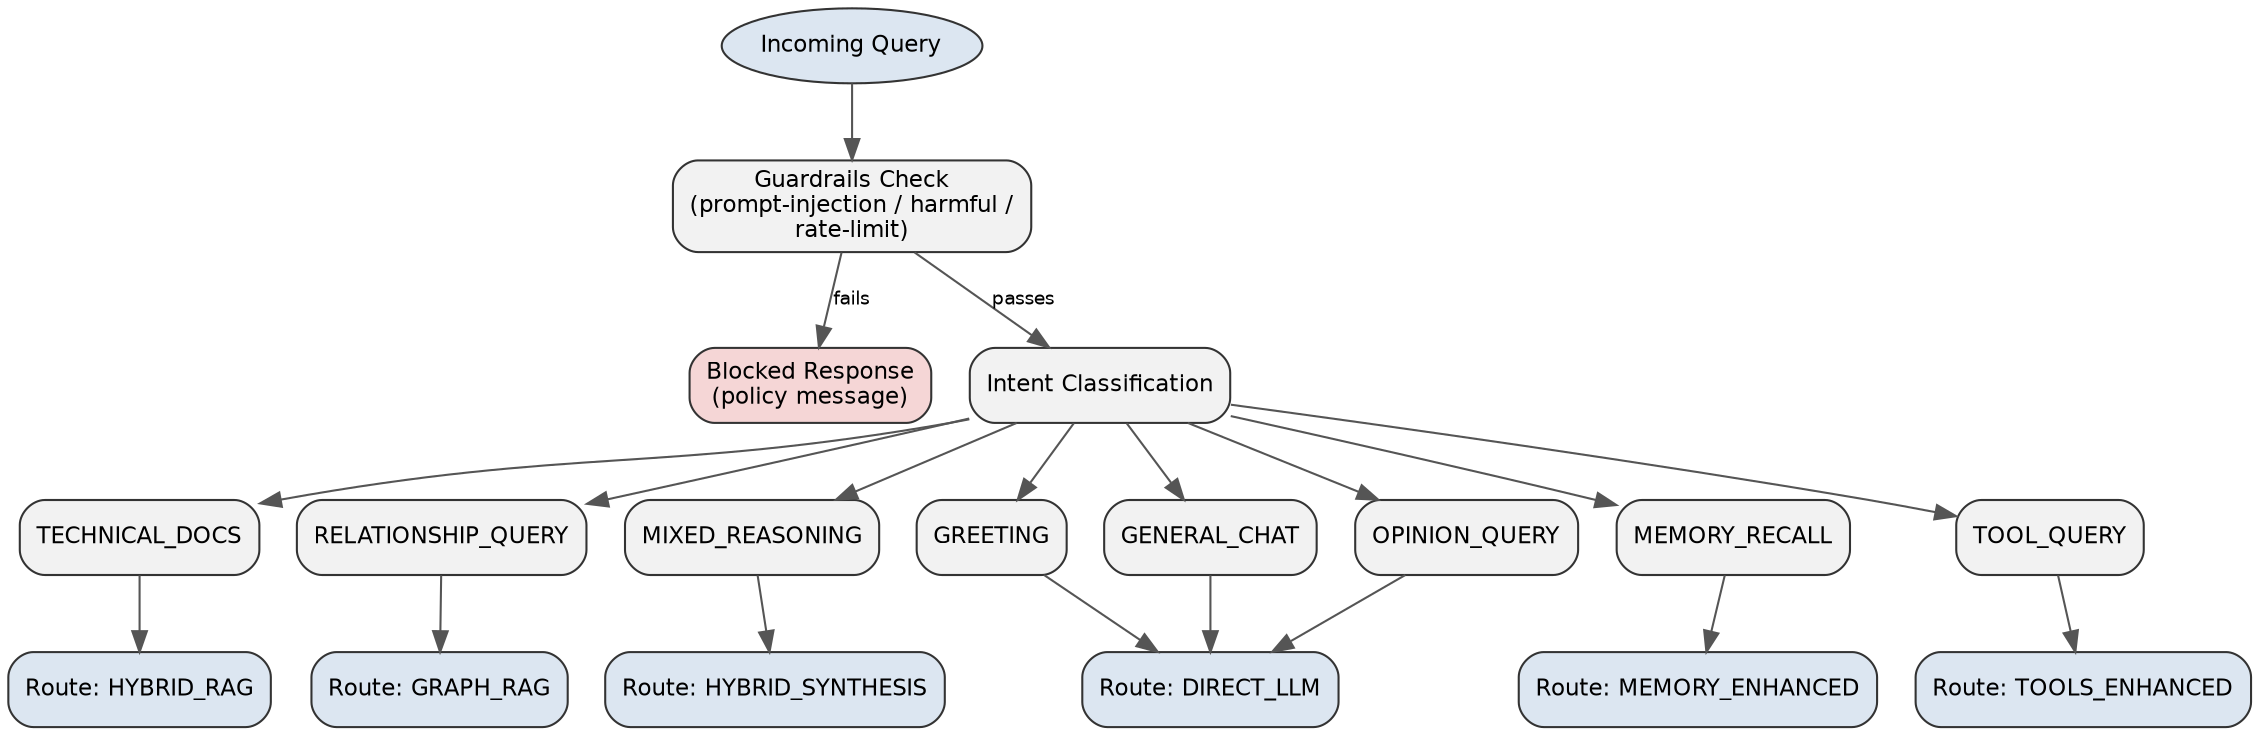 Incoming Query
Guardrails Check
(prompt-injection / harmful /
rate-limit)
fails
passes
Blocked Response
(policy message)
Intent Classification
TECHNICAL_DOCS
RELATIONSHIP_QUERY
MIXED_REASONING
GREETING
GENERAL_CHAT
OPINION_QUERY
MEMORY_RECALL
TOOL_QUERY
Route: HYBRID_RAG
Route: GRAPH_RAG
Route: HYBRID_SYNTHESIS
Route: DIRECT_LLM
Route: MEMORY_ENHANCED
Route: TOOLS_ENHANCED